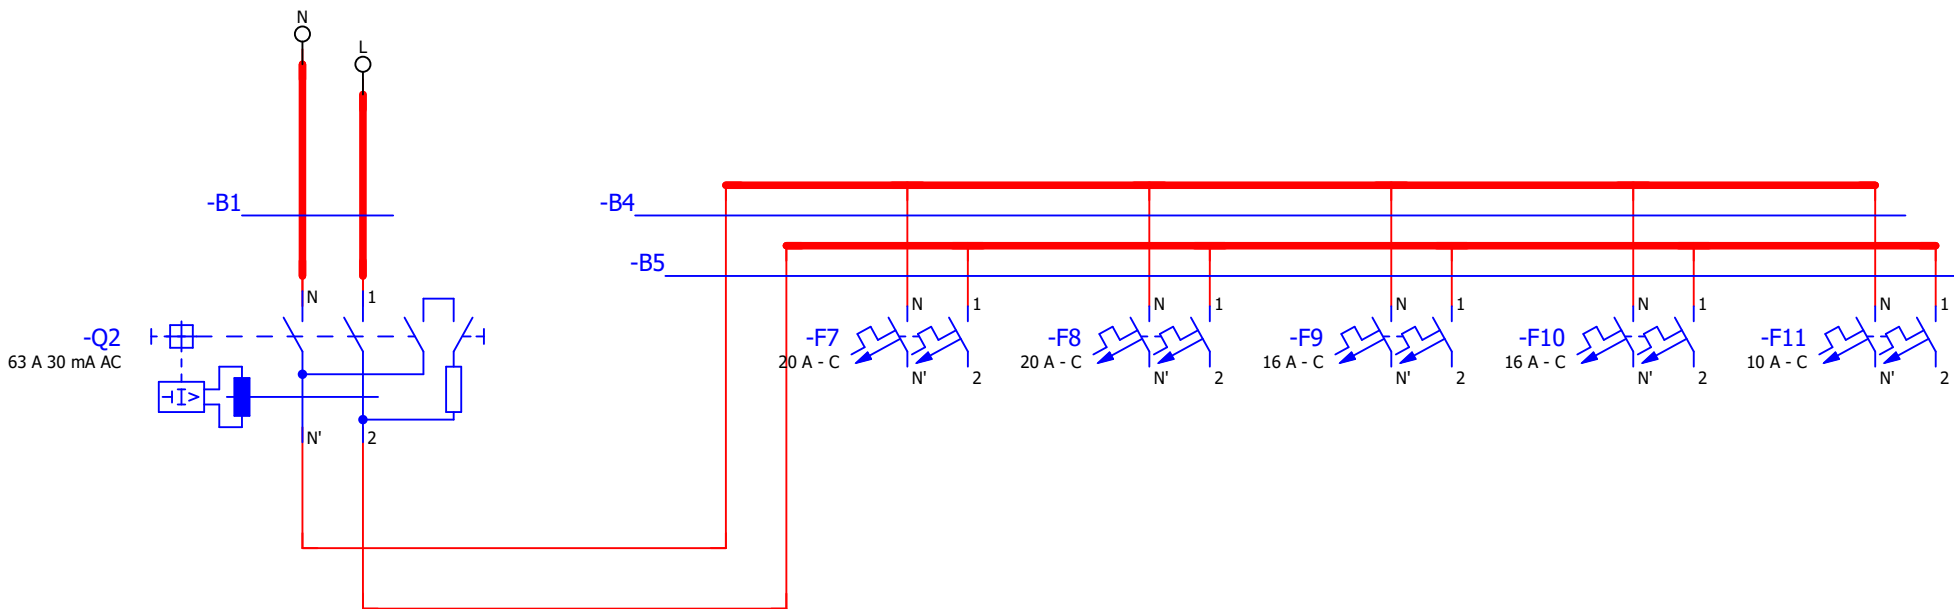 N
L
-B1
-B4
-B5
N
1
-Q2
63 A 30 mA AC
I>
N'
2
N
1
-F7
20 A - C
N'
2
N
1
-F8
20 A - C
N'
2
N
1
-F9
16 A - C
N'
2
N
1
-F10
16 A - C
N'
2
N
1
-F11
10 A - C
N'
2